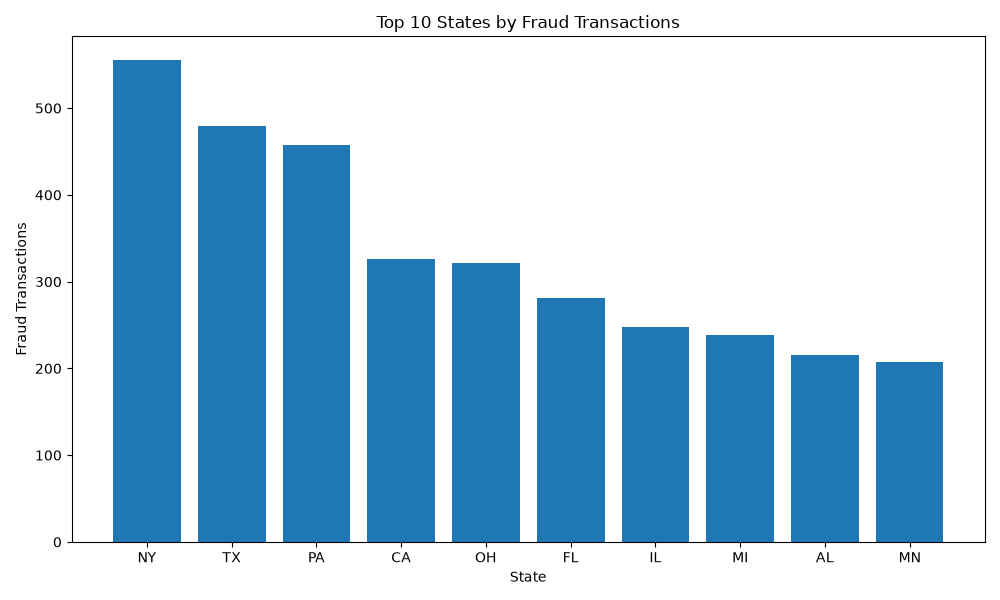 Top 10 States by Fraud Transactions
Fraud Transactions
500
400
300
200
100
0
NY TX PA CA OH FL IL MI AL MN
State